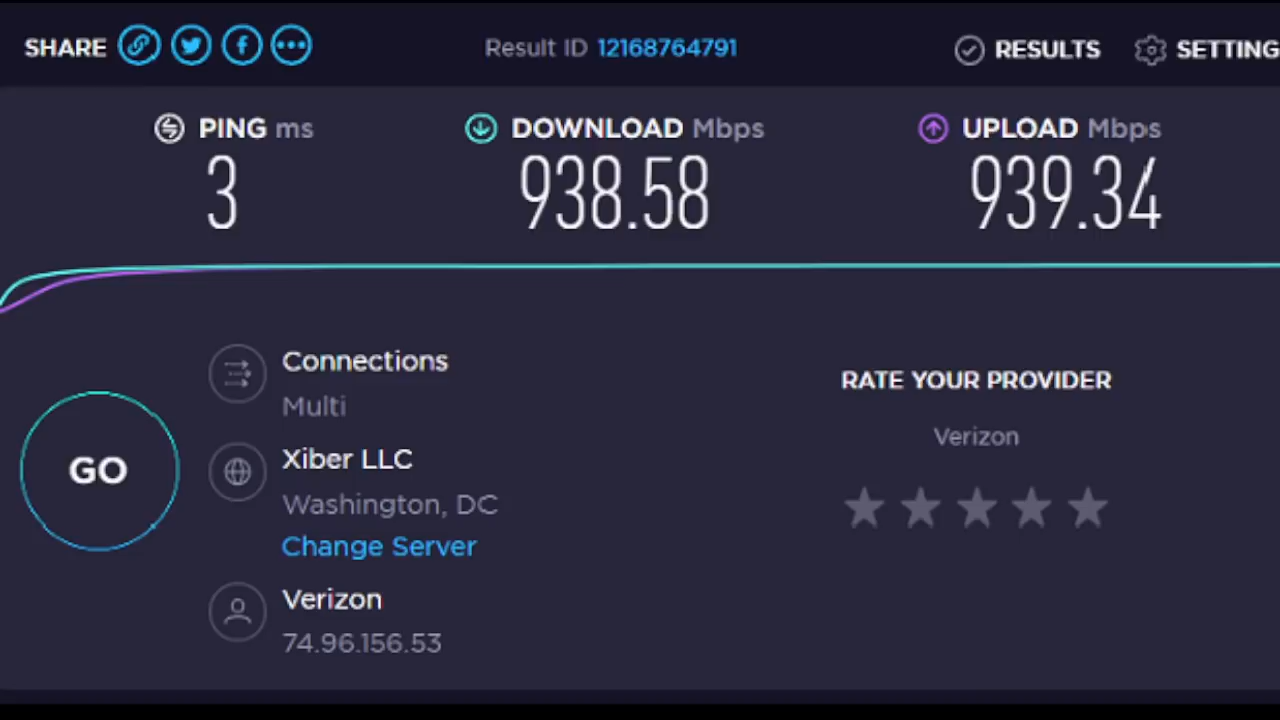 SHARE Result ID 12168764791 RESULTS SETTING
PING ms DOWNLOAD Mbps UPLOAD Mbps
3 938.58 939.34
Connections
Multi
Xiber LLC
Washington, DC
Change Server
Verizon
74.96.156.53
GO
RATE YOUR PROVIDER
Verizon